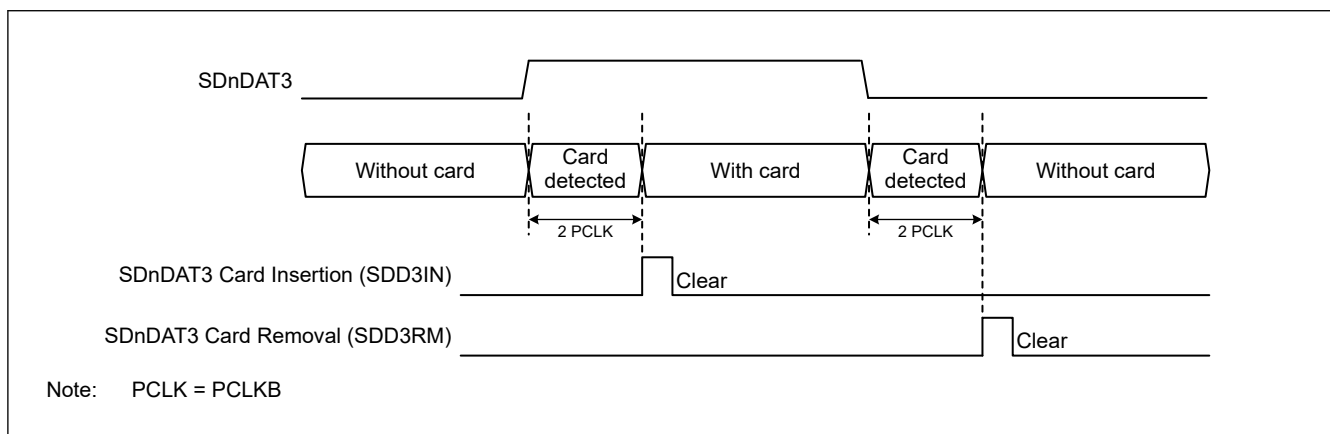 SDnDAT3
Without card
Card
detected
With card
Card
detected
Without card
2 PCLK
2 PCLK
SDnDAT3 Card Insertion (SDD3IN)
Clear
SDnDAT3 Card Removal (SDD3RM)
Clear
Note: PCLK = PCLKB